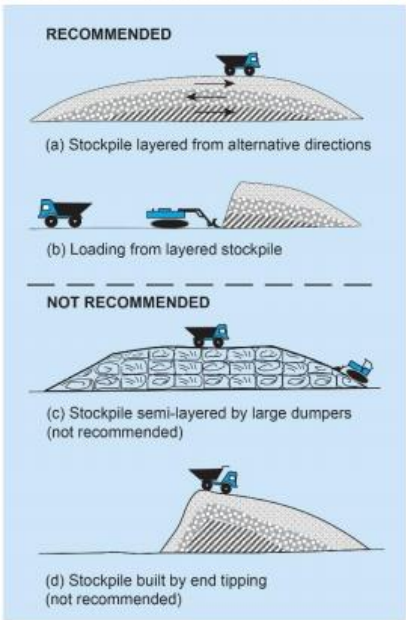 RECOMMENDED
(a) Stockpile layered from alternative directions
(b) Loading from layered stockpile
NOT RECOMMENDED
(c) Stockpile semi-layered by large dumpers
(not recommended)
(d) Stockpile built by end tipping
(not recommended)